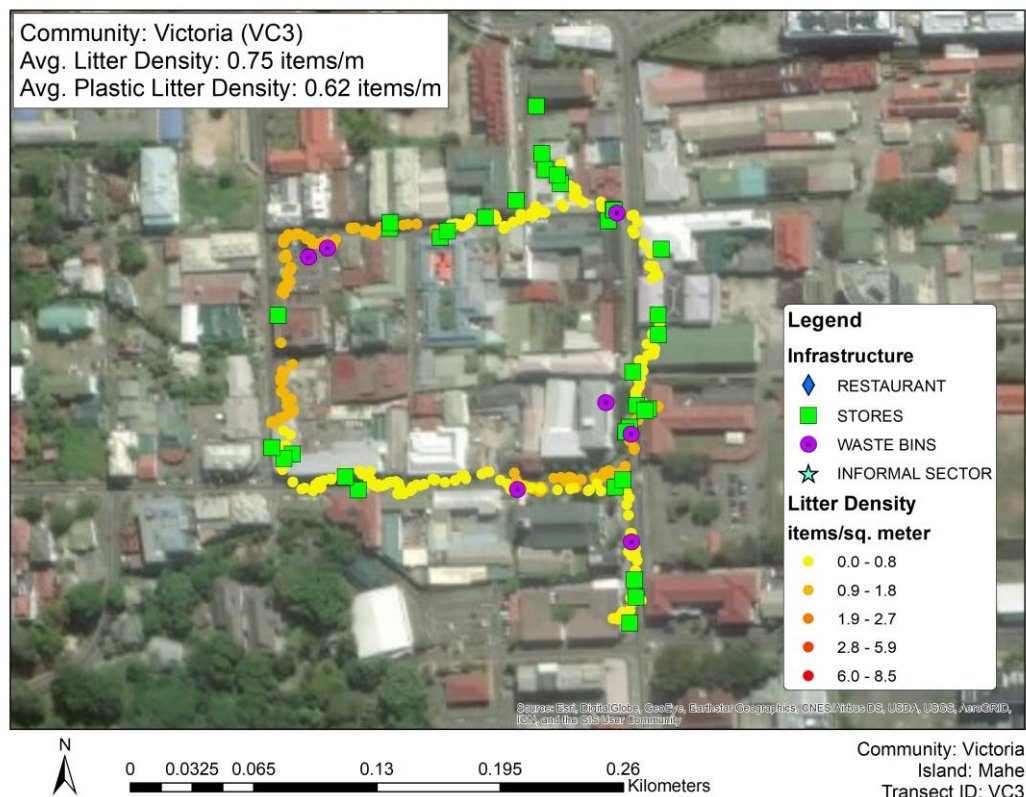 Community: Victoria (VC3)
Avg. Litter Density: 0.75 items/m
Avg. Plastic Litter Density: 0.62 items/m
Legend
Infrastructure
RESTAURANT
STORES
WASTE BINS
INFORMAL SECTOR
Litter Density
items/sq. meter
0.0 - 0.8
0.9 - 1.8
1.9 - 2.7
2.8 - 5.9
6.0 - 8.5
Source: Esri, DigitalGlobe, GeoEye, Earthstar Geographics, CNES/Airbus DS, USDA, USGS, AeroGRID,
IGN, and the GIS User Community
N
0 0.0325 0.065 0.13 0.195 0.26
Kilometers
Community: Victoria
Island: Mahe
Transect ID: VC3